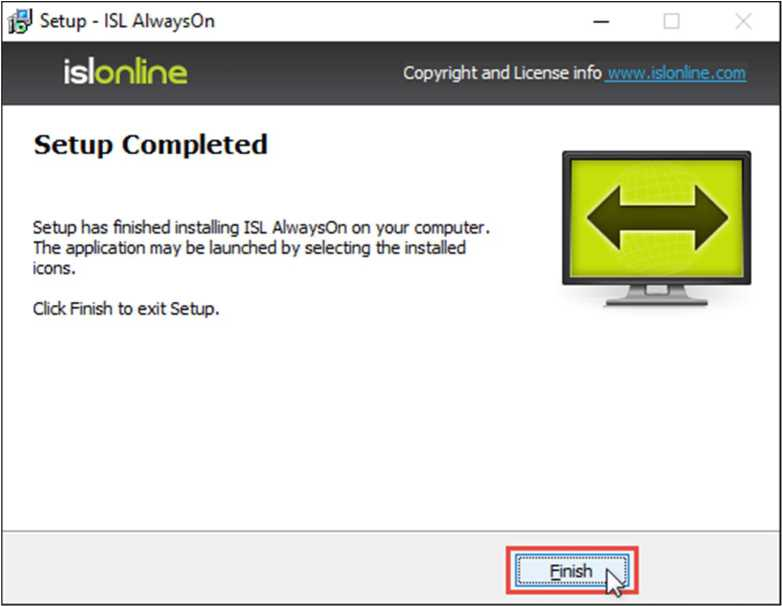 Setup - ISL AlwaysOn
islonline
Copyright and License info www.islonline.com
Setup Completed
Setup has finished installing ISL AlwaysOn on your computer.
The application may be launched by selecting the installed
icons.
Click Finish to exit Setup.
Finish